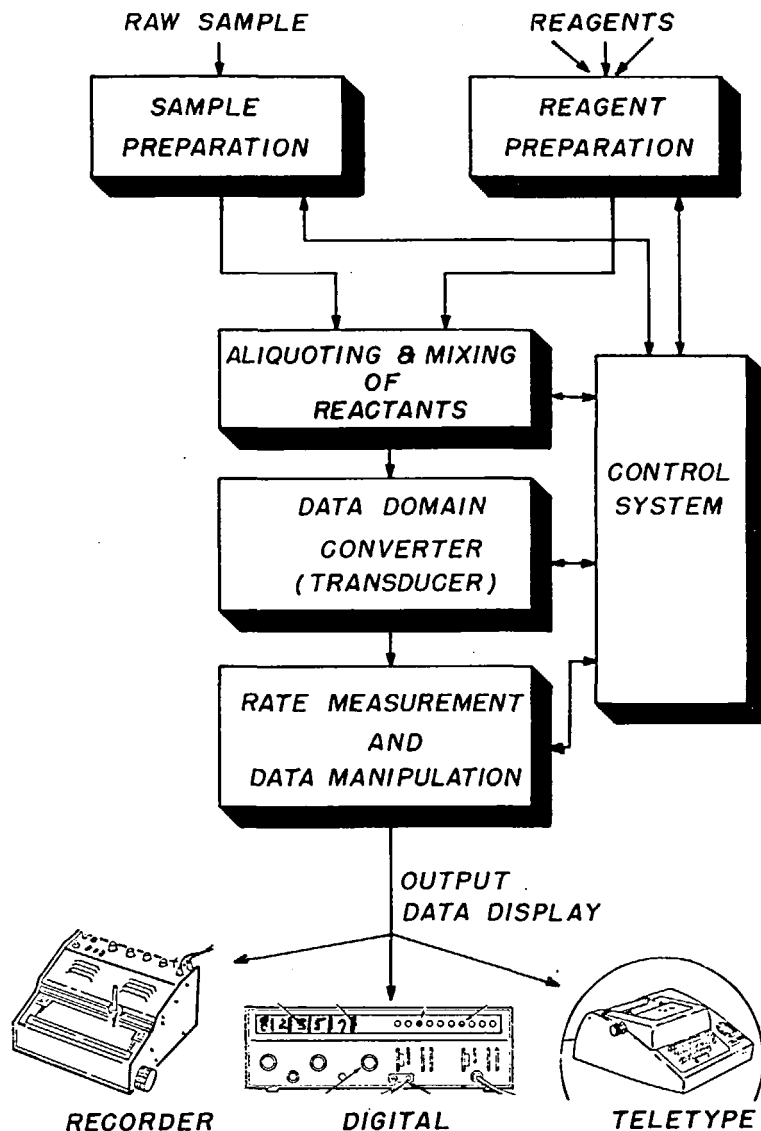 RAW SAMPLE
REAGENTS
SAMPLE
PREPARATION
REAGENT
PREPARATION
ALIQUOTING & MIXING
OF
REACTANTS
CONTROL
SYSTEM
DATA DOMAIN
CONVERTER
(TRANSDUCER)
RATE MEASUREMENT
AND
DATA MANIPULATION
OUTPUT
DATA DISPLAY
RECORDER
DIGITAL
TELETYPE